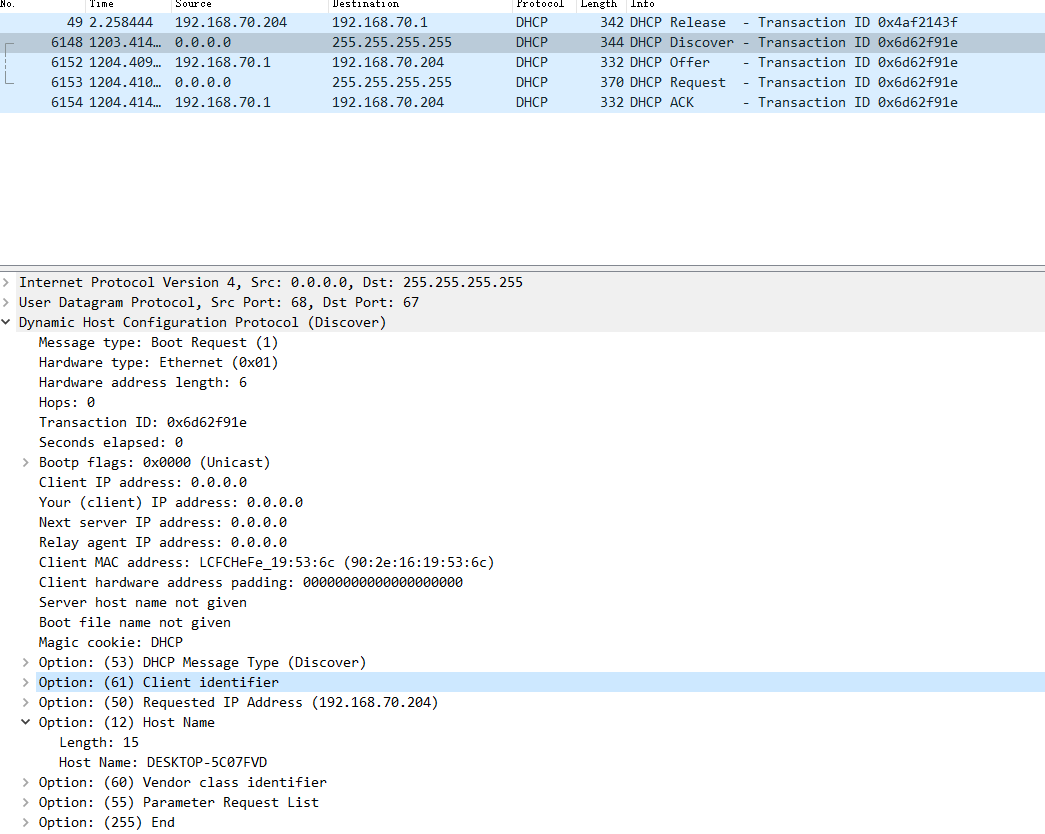 No. Time Source Destination Protocol Length Info
49 2.258444 192.168.70.204 192.168.70.1 DHCP 342 DHCP Release - Transaction ID 0x4af2143f
6148 1203.414… 0.0.0.0 255.255.255.255 DHCP 344 DHCP Discover - Transaction ID 0x6d62f91e
6152 1204.409… 192.168.70.1 192.168.70.204 DHCP 332 DHCP Offer - Transaction ID 0x6d62f91e
6153 1204.410… 0.0.0.0 255.255.255.255 DHCP 370 DHCP Request - Transaction ID 0x6d62f91e
6154 1204.414… 192.168.70.1 192.168.70.204 DHCP 332 DHCP ACK - Transaction ID 0x6d62f91e
Internet Protocol Version 4, Src: 0.0.0.0, Dst: 255.255.255.255
User Datagram Protocol, Src Port: 68, Dst Port: 67
Dynamic Host Configuration Protocol (Discover)
Message type: Boot Request (1)
Hardware type: Ethernet (0x01)
Hardware address length: 6
Hops: 0
Transaction ID: 0x6d62f91e
Seconds elapsed: 0
Bootp flags: 0x0000 (Unicast)
Client IP address: 0.0.0.0
Your (client) IP address: 0.0.0.0
Next server IP address: 0.0.0.0
Relay agent IP address: 0.0.0.0
Client MAC address: LCFCHeFe_19:53:6c (90:2e:16:19:53:6c)
Client hardware address padding: 00000000000000000000
Server host name not given
Boot file name not given
Magic cookie: DHCP
Option: (53) DHCP Message Type (Discover)
Option: (61) Client identifier
Option: (50) Requested IP Address (192.168.70.204)
Option: (12) Host Name
Length: 15
Host Name: DESKTOP-5C07FVD
Option: (60) Vendor class identifier
Option: (55) Parameter Request List
Option: (255) End